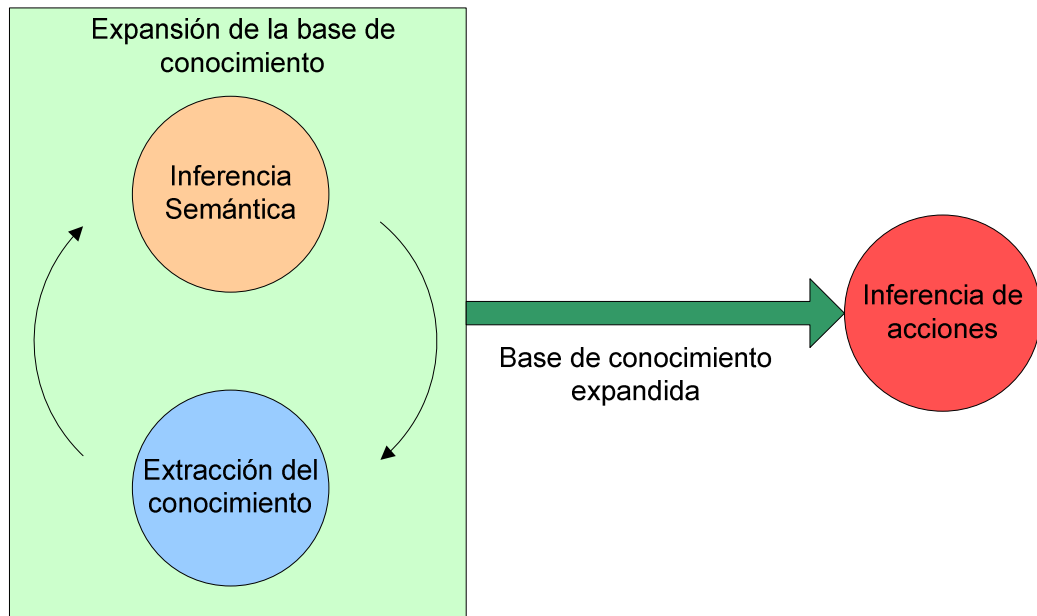 Expansión de la base de
conocimiento
Inferencia
Semántica
Extracción del
conocimiento
Base de conocimiento
expandida
Inferencia de
acciones